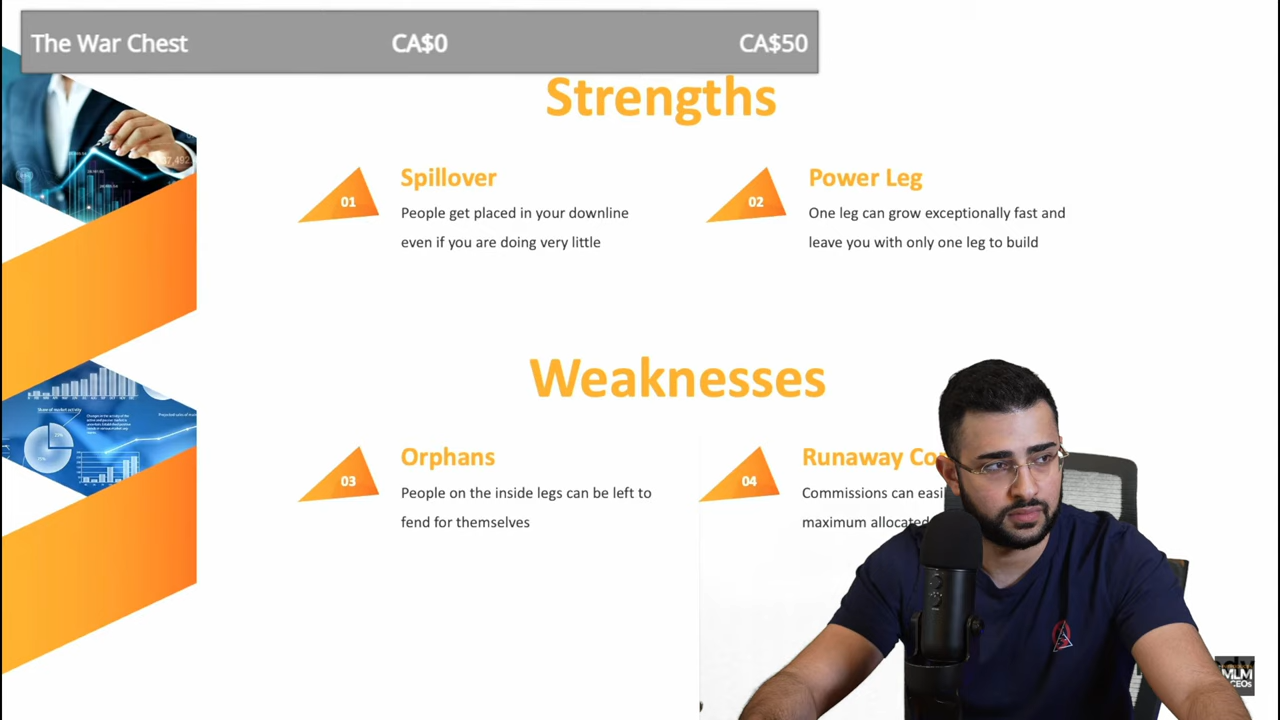 The War Chest CA$0 CA$50
Strengths
01
Spillover
People get placed in your downline
even if you are doing very little
02
Power Leg
One leg can grow exceptionally fast and
leave you with only one leg to build
Weaknesses
03
Orphans
People on the inside legs can be left to
fend for themselves
04
Runaway
Commissions can
maximum allocated
MLM
CEOs